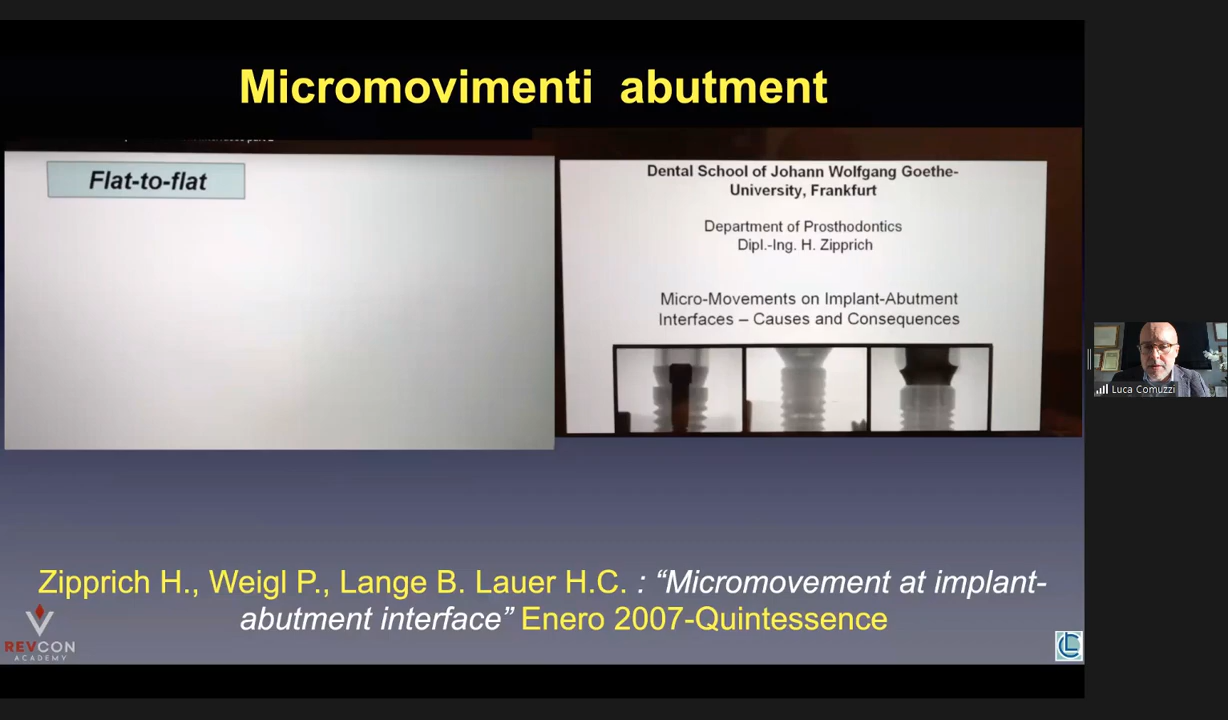 Micromovimenti abutment
Flat-to-flat
Dental School of Johann Wolfgang Goethe-
University, Frankfurt
Department of Prosthodontics
Dipl.-Ing. H. Zipprich
Micro-Movements on Implant-Abutment
Interfaces – Causes and Consequences
Luca Comuzzi
Zipprich H., Weigl P., Lange B. Lauer H.C. : “Micromovement at implant-
abutment interface” Enero 2007-Quintessence
REVCON
ACADEMY